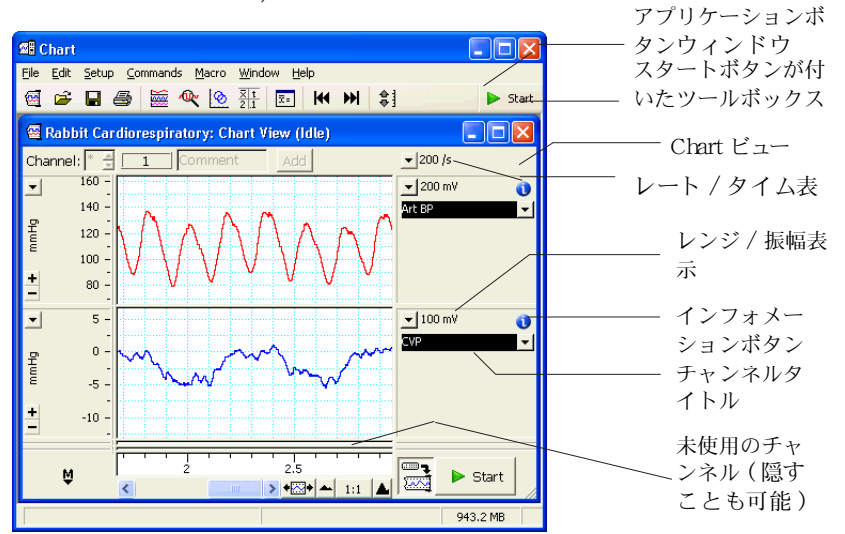 アプリケーションボ
タンウィンドウ
スタートボタンが付
いたツールボックス
Chart ビュー
レート / タイム表
レンジ / 振幅表
示
インフォメー
ションボタン
チャンネルタ
イトル
未使用のチャ
ンネル ( 隠す
ことも可能 )
Chart
File Edit Setup Commands Macro Window Help
Start
Rabbit Cardiorespiratory: Chart View (Idle)
Channel: * 1 Comment Add 200 /s
160
140
120
100
80
mmHg
+
−
200 mV
Art BP
5
0
-5
-10
mmHg
+
−
100 mV
CVP
M
2 2.5
1:1
Start
943.2 MB